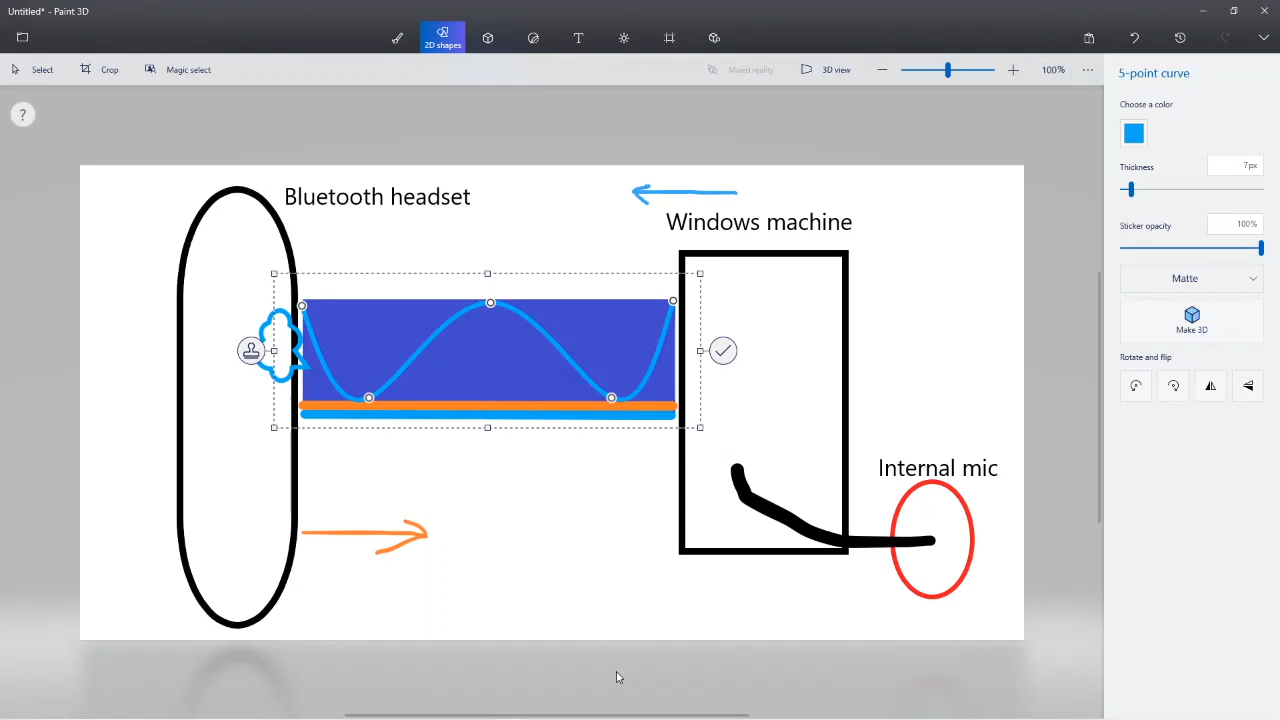 Untitled* - Paint 3D
2D shapes
Select
Crop
Magic select
Mixed reality
3D view
100%
5-point curve
Choose a color
Thickness
7px
Sticker opacity
100%
Matte
Make 3D
Rotate and flip
?
Bluetooth headset
Windows machine
Internal mic